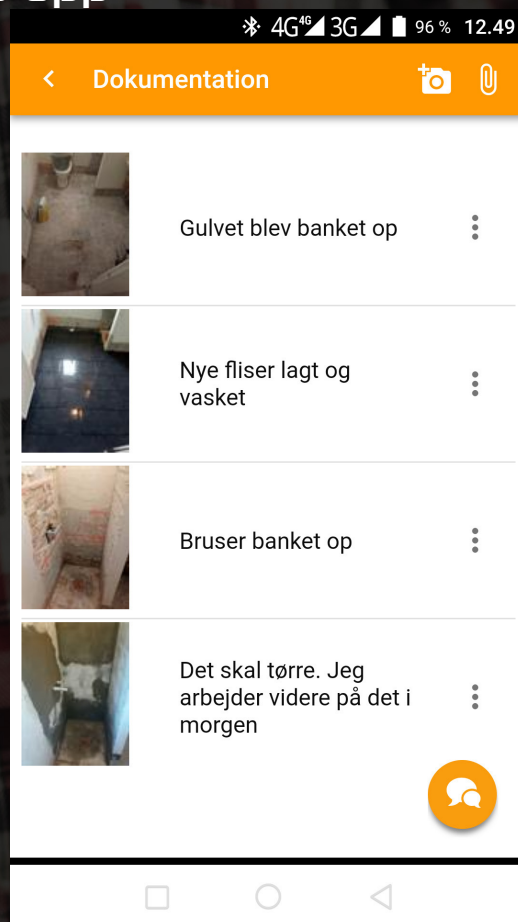 4G 4G 3G 96 % 12.49
Dokumentation
Gulvet blev banket op
Nye fliser lagt og
vasket
Bruser banket op
Det skal tørre. Jeg
arbejder videre på det i
morgen